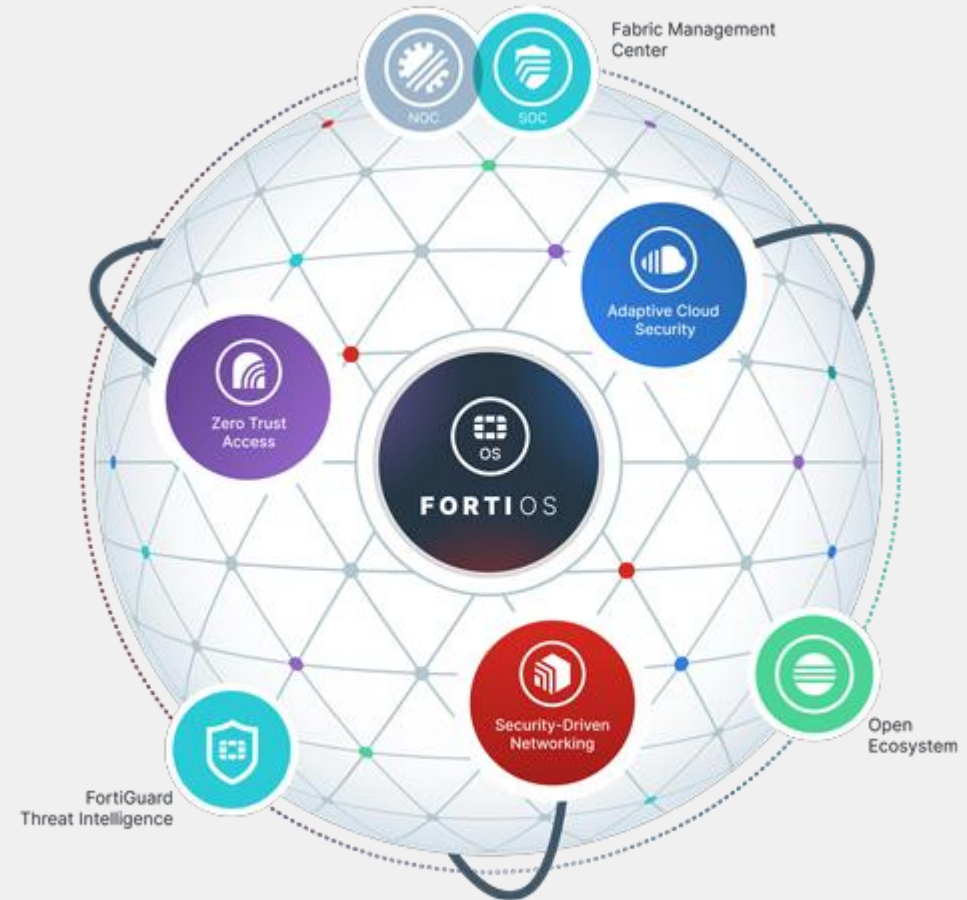 Fabric Management
Center
NOC
SOC
Adaptive Cloud
Security
Zero Trust
Access
OS
FORTIOS
Security-Driven
Networking
Open
Ecosystem
FortiGuard
Threat Intelligence